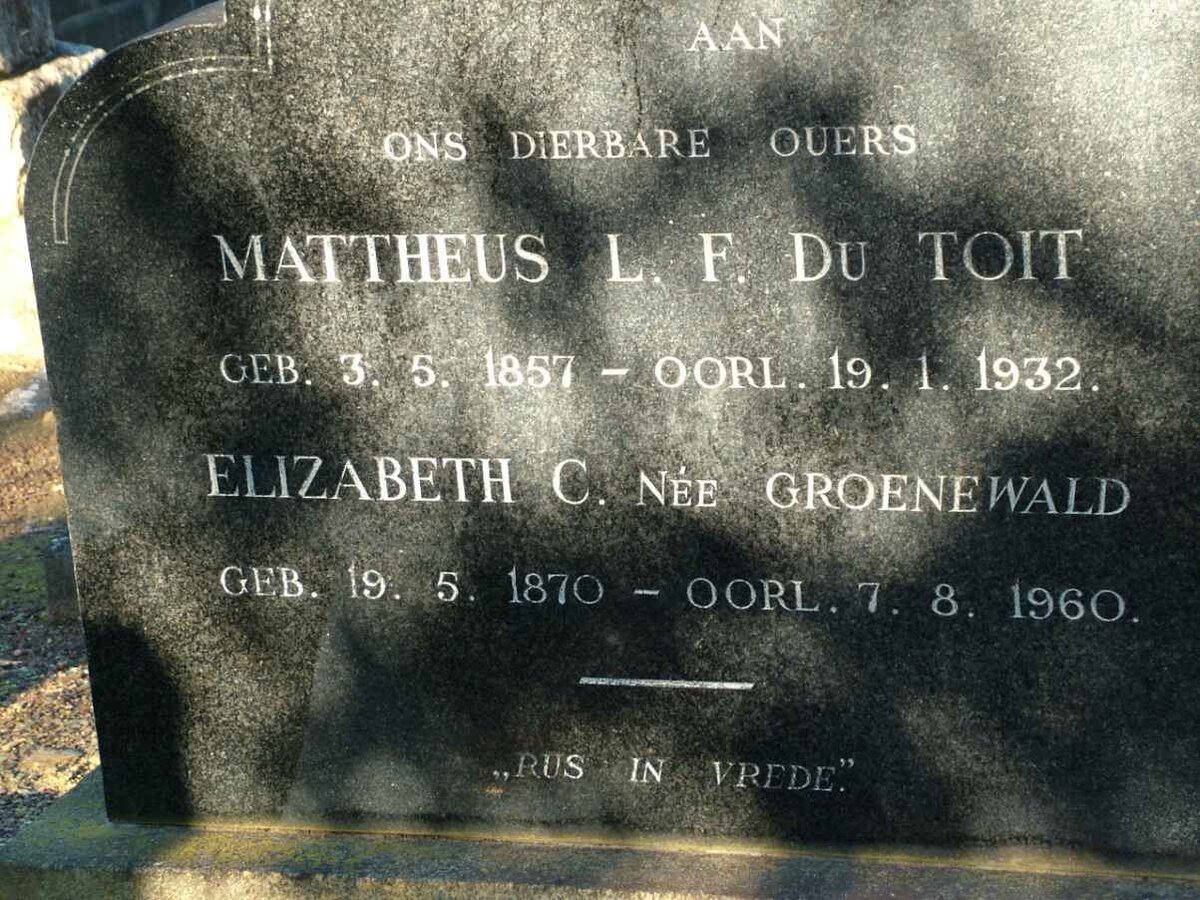 AAN
ONS DIERBARE OUERS
MATTHEUS L. F. DU TOIT
GEB. 3. 5. 1857 – OORL. 19. 1. 1932.
ELIZABETH C. NÉE GROENEWALD
GEB. 19. 5. 1870 – OORL. 7. 8. 1960.
„RUS IN VREDE."